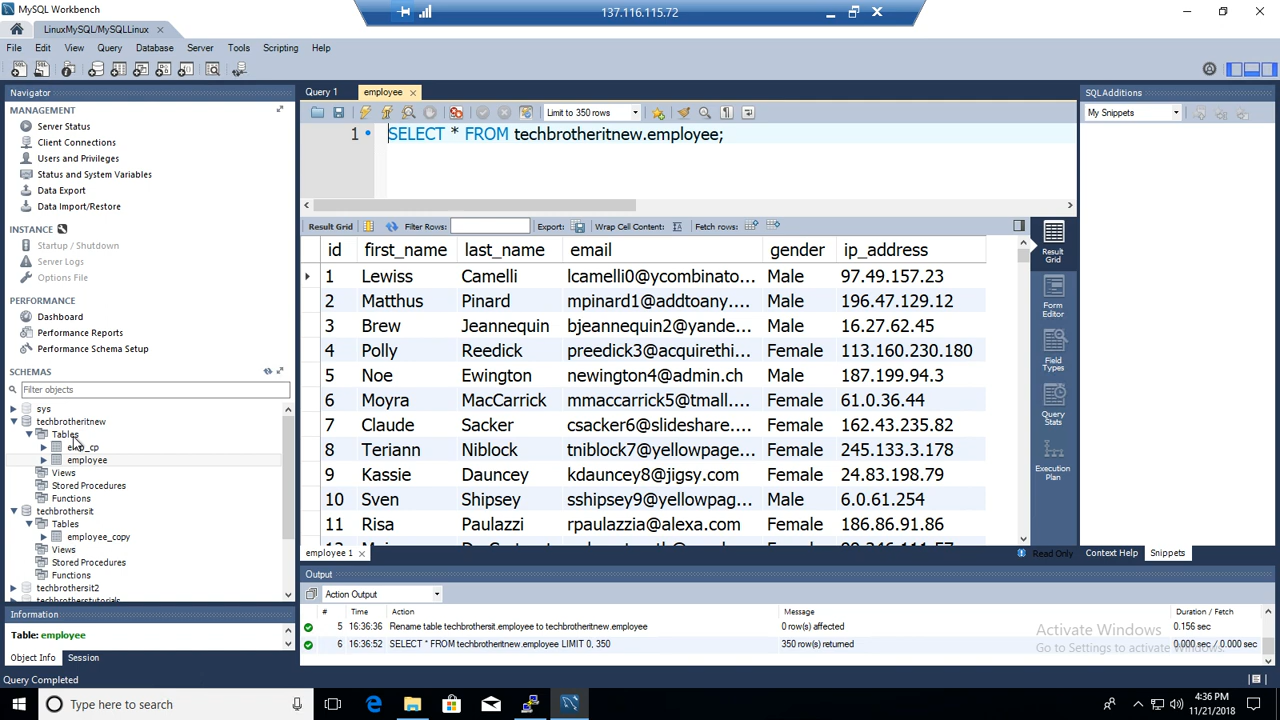 MySQL Workbench
137.116.115.72
LinuxMySQL/MySQLLinux
File Edit View Query Database Server Tools Scripting Help
Navigator
MANAGEMENT
Server Status
Client Connections
Users and Privileges
Status and System Variables
Data Export
Data Import/Restore
INSTANCE
Startup / Shutdown
Server Logs
Options File
PERFORMANCE
Dashboard
Performance Reports
Performance Schema Setup
SCHEMAS
Filter objects
sys
techbrotheritnew
Tables
emp_cp
employee
Views
Stored Procedures
Functions
techbrothersit
Tables
employee_copy
Views
Stored Procedures
Functions
techbrothersit2
techbrotherstutorials
Information
Table: employee
Object Info Session
Query Completed
Query 1 employee
Limit to 350 rows
1 SELECT * FROM techbrotheritnew.employee;
Result Grid Filter Rows: Export: Wrap Cell Content: Fetch rows:
id first_name last_name email gender ip_address
1 Lewiss Camelli lcamelli0@ycombinato... Male 97.49.157.23
2 Matthus Pinard mpinard1@addtoany.... Male 196.47.129.12
3 Brew Jeannequin bjeannequin2@yande... Male 16.27.62.45
4 Polly Reedick preedick3@acquirethi... Female 113.160.230.180
5 Noe Ewington newington4@admin.ch Male 187.199.94.3
6 Moyra MacCarrick mmaccarrick5@tmall.... Female 61.0.36.44
7 Claude Sacker csacker6@slideshare.... Female 162.43.235.82
8 Teriann Niblock tniblock7@yellowpage... Female 245.133.3.178
9 Kassie Dauncey kdauncey8@jigsy.com Female 24.83.198.79
10 Sven Shipsey sshipsey9@yellowpag... Male 6.0.61.254
11 Risa Paulazzi rpaulazzia@alexa.com Female 186.86.91.86
employee 1
Read Only
Result Grid
Form Editor
Field Types
Query Stats
Execution Plan
SQLAdditions
My Snippets
Context Help Snippets
Output
Action Output
# Time Action Message Duration / Fetch
5 16:36:36 Rename table techbrothersit.employee to techbrotheritnew.employee 0 row(s) affected 0.156 sec
6 16:36:52 SELECT * FROM techbrotheritnew.employee LIMIT 0, 350 350 row(s) returned 0.000 sec / 0.000 sec
Activate Windows
Go to Settings to activate Windows.
Type here to search
4:36 PM
11/21/2018